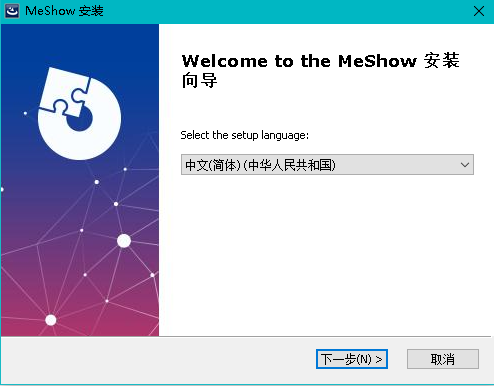 MeShow 安装
Welcome to the MeShow 安装
向导
Select the setup language:
中文(简体) (中华人民共和国)
下一步(N) >
取消